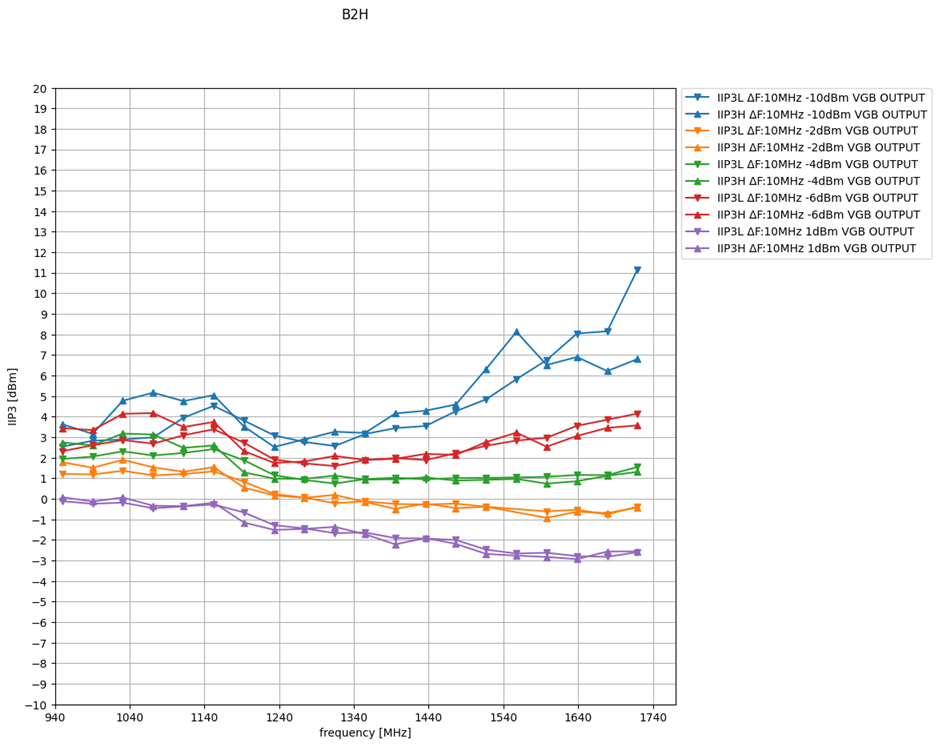 B2H
IIP3L ΔF:10MHz -10dBm VGB OUTPUT
IIP3H ΔF:10MHz -10dBm VGB OUTPUT
IIP3L ΔF:10MHz -2dBm VGB OUTPUT
IIP3H ΔF:10MHz -2dBm VGB OUTPUT
IIP3L ΔF:10MHz -4dBm VGB OUTPUT
IIP3H ΔF:10MHz -4dBm VGB OUTPUT
IIP3L ΔF:10MHz -6dBm VGB OUTPUT
IIP3H ΔF:10MHz -6dBm VGB OUTPUT
IIP3L ΔF:10MHz 1dBm VGB OUTPUT
IIP3H ΔF:10MHz 1dBm VGB OUTPUT
IIP3 [dBm]
20
19
18
17
16
15
14
13
12
11
10
9
8
7
6
5
4
3
2
1
0
−1
−2
−3
−4
−5
−6
−7
−8
−9
−10
940 1040 1140 1240 1340 1440 1540 1640 1740
frequency [MHz]